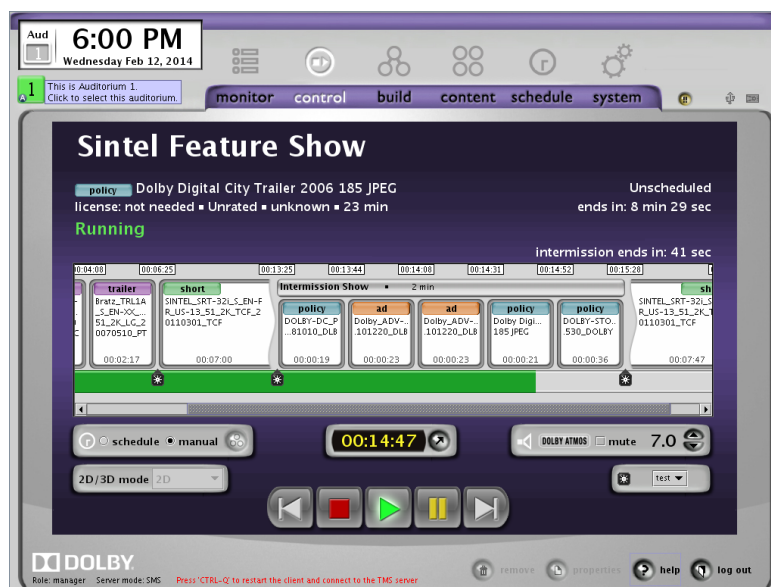 Aud
1
6:00 PM
Wednesday Feb 12, 2014
1
This is Auditorium 1.
Click to select this auditorium.
monitor control build content schedule system
Sintel Feature Show
policy Dolby Digital City Trailer 2006 185 JPEG
Unscheduled
license: not needed ▪ Unrated ▪ unknown ▪ 23 min
ends in: 8 min 29 sec
Running
intermission ends in: 41 sec
00:04:08 00:06:25 00:13:25 00:13:44 00:14:08 00:14:31 00:14:52 00:15:28
trailer
Bratz_TRL1A
_S_EN-XX_...
51_2K_LG_2
0070510_PT
00:02:17
short
SINTEL_SRT-32i_S_EN-F
R_US-13_51_2K_TCF_2
0110301_TCF
00:07:00
Intermission Show ▪ 2 min
policy
DOLBY-DC_P
...81010_DLB
00:00:19
ad
Dolby_ADV-..
.101220_DLB
00:00:23
ad
Dolby_ADV-..
.101220_DLB
00:00:23
policy
Dolby Digi...
185 JPEG
00:00:21
policy
DOLBY-STO..
.530_DOLBY
00:00:36
sh
SINTEL_SRT-32i_S
R_US-13_51_2K_T
0110301_TCF
00:07:47
schedule manual
00:14:47
DOLBY ATMOS mute 7.0
2D/3D mode 2D
test
DOLBY
remove properties help log out
Role: manager Server mode: SMS Press 'CTRL-Q' to restart the client and connect to the TMS server